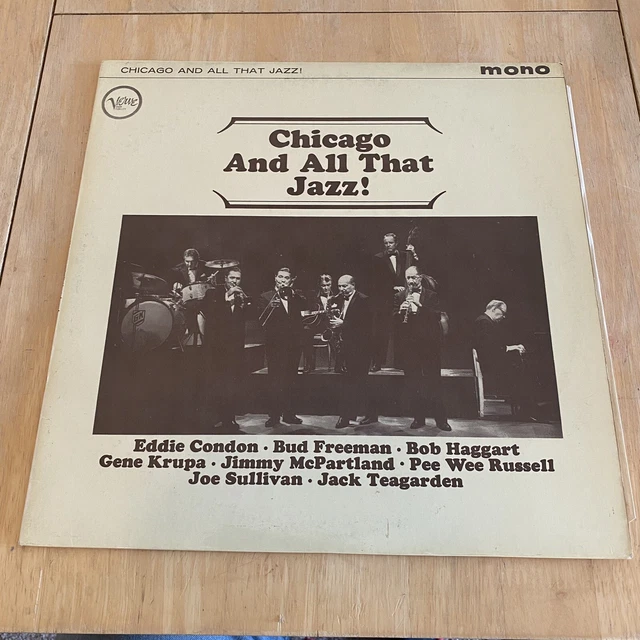 CHICAGO AND ALL THAT JAZZ!
mono
Verve
Chicago
And All That
Jazz!
Eddie Condon · Bud Freeman · Bob Haggart
Gene Krupa · Jimmy McPartland · Pee Wee Russell
Joe Sullivan · Jack Teagarden